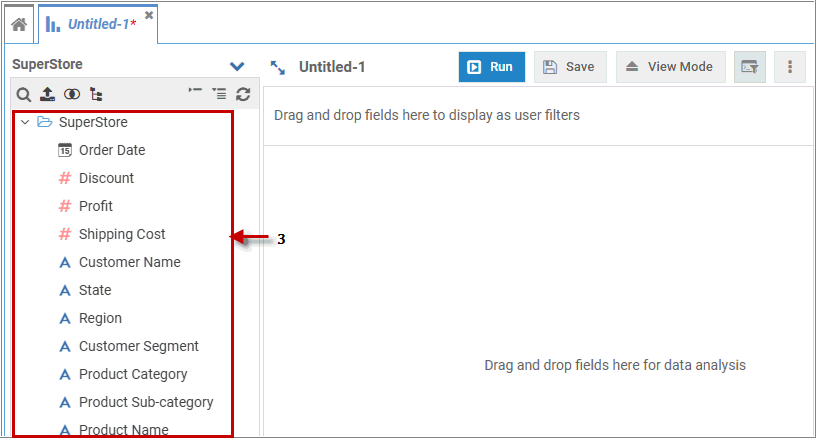 Untitled-1*
SuperStore
Untitled-1
Run
Save
View Mode
SuperStore
15
Order Date
Discount
Profit
Shipping Cost
Customer Name
State
Region
Customer Segment
Product Category
Product Sub-category
Product Name
3
Drag and drop fields here to display as user filters
Drag and drop fields here for data analysis